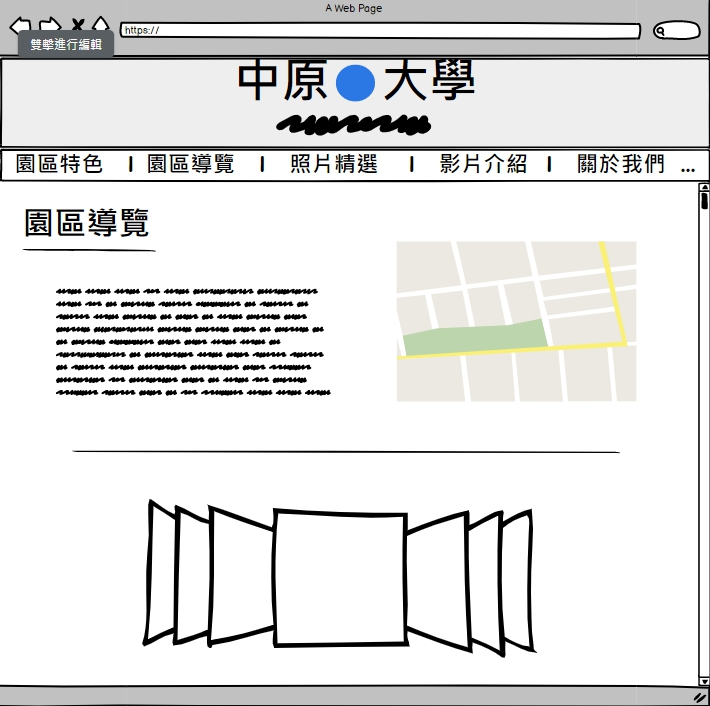 A Web Page
https://
雙擊進行編輯
中原 大學
園區特色 | 園區導覽 | 照片精選 | 影片介紹 | 關於我們 ...
園區導覽